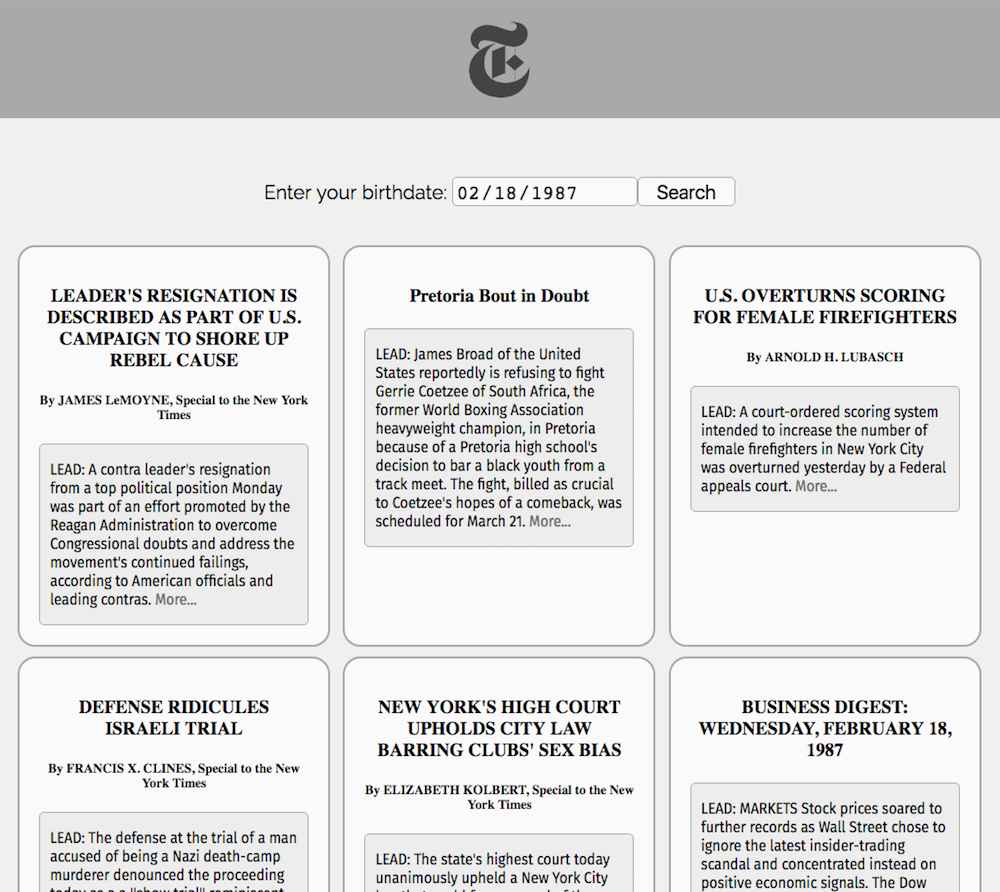 Enter your birthdate: 02/18/1987 Search
LEADER'S RESIGNATION IS
DESCRIBED AS PART OF U.S.
CAMPAIGN TO SHORE UP
REBEL CAUSE
By JAMES LeMOYNE, Special to the New York
Times
LEAD: A contra leader's resignation
from a top political position Monday
was part of an effort promoted by the
Reagan Administration to overcome
Congressional doubts and address the
movement's continued failings,
according to American officials and
leading contras. More...
Pretoria Bout in Doubt
LEAD: James Broad of the United
States reportedly is refusing to fight
Gerrie Coetzee of South Africa, the
former World Boxing Association
heavyweight champion, in Pretoria
because of a Pretoria high school's
decision to bar a black youth from a
track meet. The fight, billed as crucial
to Coetzee's hopes of a comeback, was
scheduled for March 21. More...
U.S. OVERTURNS SCORING
FOR FEMALE FIREFIGHTERS
By ARNOLD H. LUBASCH
LEAD: A court-ordered scoring system
intended to increase the number of
female firefighters in New York City
was overturned yesterday by a Federal
appeals court. More...
DEFENSE RIDICULES
ISRAELI TRIAL
By FRANCIS X. CLINES, Special to the New
York Times
LEAD: The defense at the trial of a man
accused of being a Nazi death-camp
murderer denounced the proceeding
today as a "show trial" reminiscent
NEW YORK'S HIGH COURT
UPHOLDS CITY LAW
BARRING CLUBS' SEX BIAS
By ELIZABETH KOLBERT, Special to the New
York Times
LEAD: The state's highest court today
unanimously upheld a New York City
BUSINESS DIGEST:
WEDNESDAY, FEBRUARY 18,
1987
LEAD: MARKETS Stock prices soared to
further records as Wall Street chose to
ignore the latest insider-trading
scandal and concentrated instead on
positive economic signals. The Dow